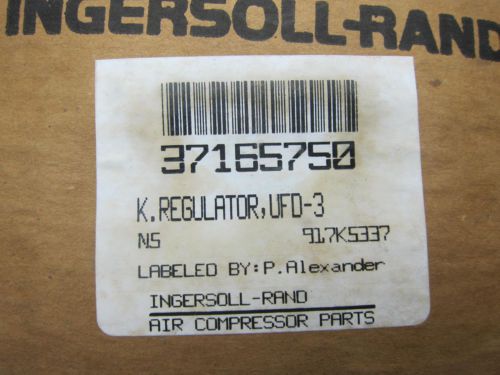 INGERSOLL-RAND
37165750
K.REGULATOR,UFD-3
NS 917K5337
LABELED BY:P.Alexander
INGERSOLL-RAND
AIR COMPRESSOR PARTS